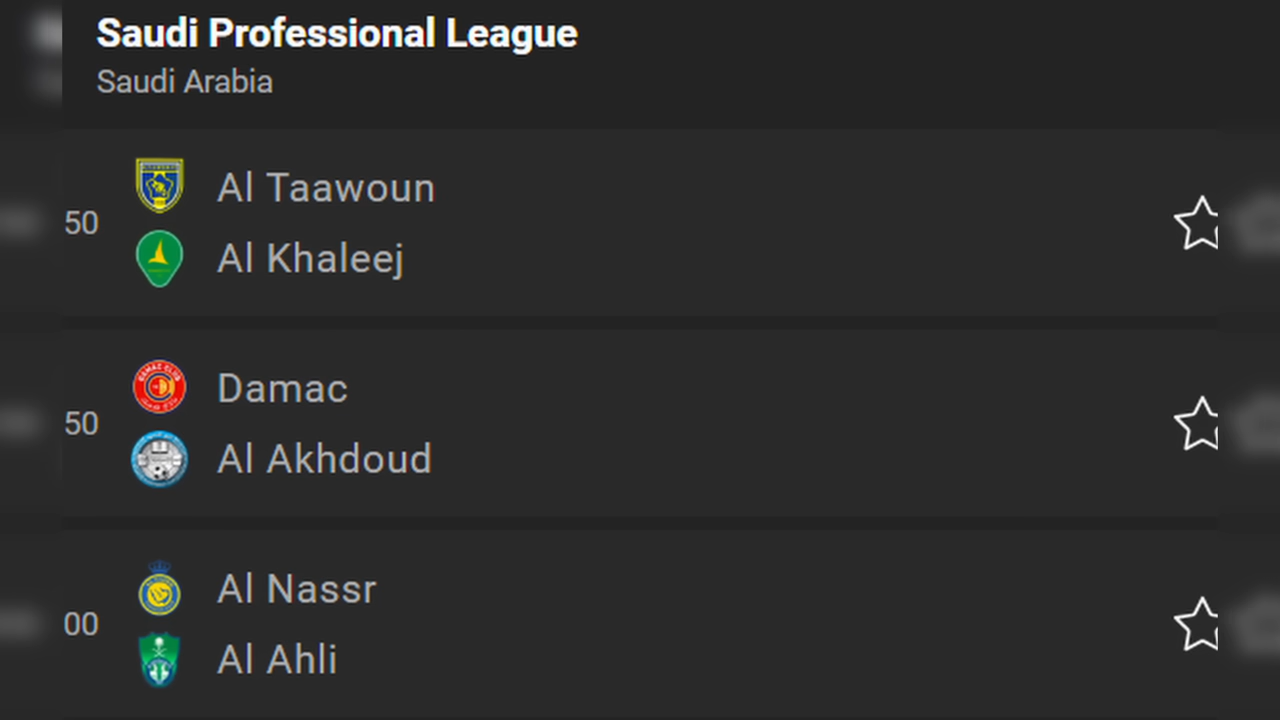 Saudi Professional League
Saudi Arabia
Al Taawoun
50
Al Khaleej
Damac
50
Al Akhdoud
Al Nassr
00
Al Ahli